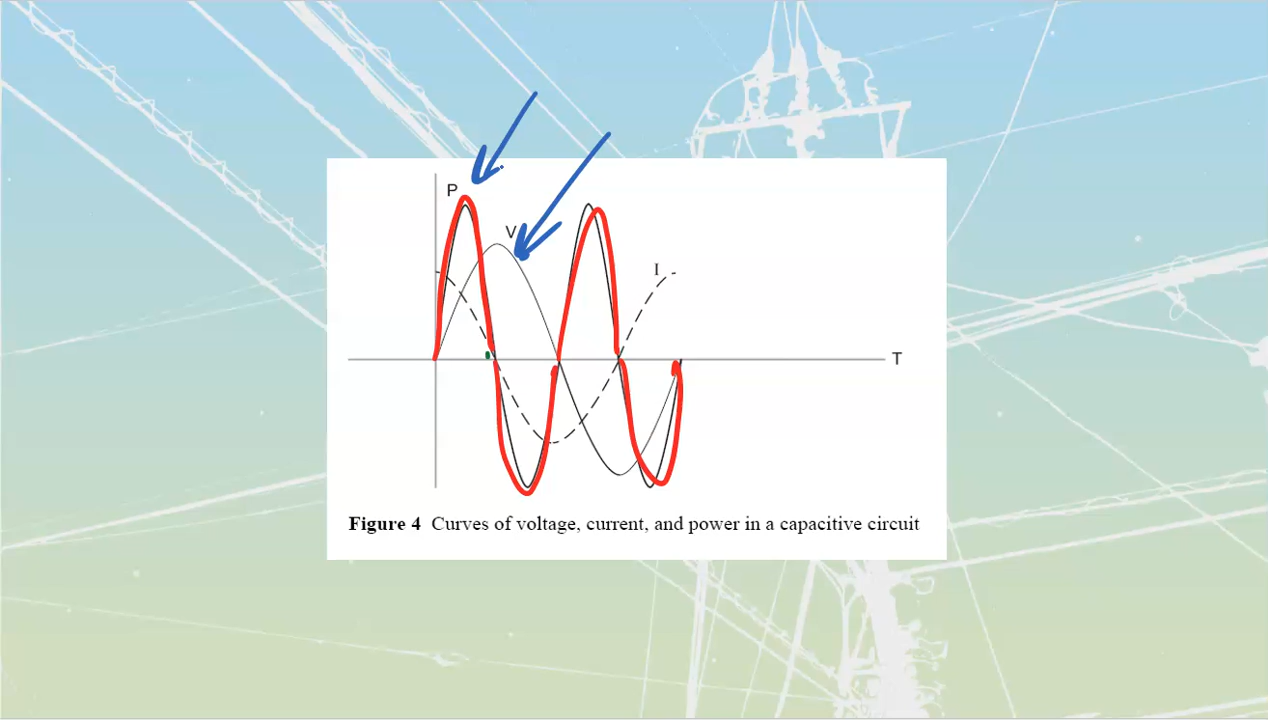 P
V
I
T
Figure 4 Curves of voltage, current, and power in a capacitive circuit